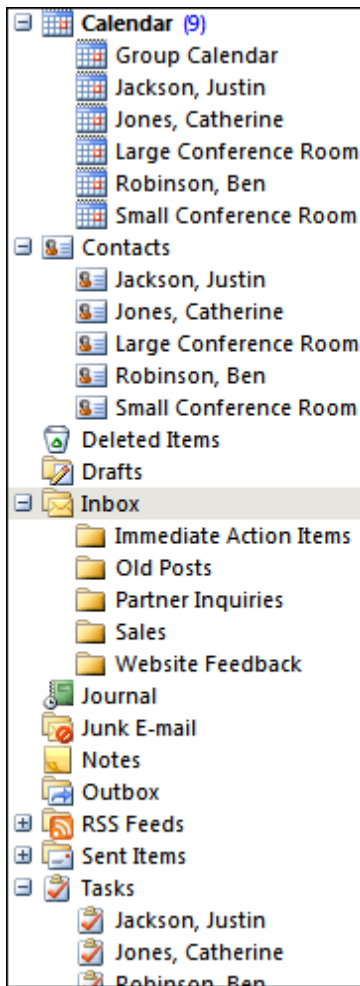 Calendar (9)
Group Calendar
Jackson, Justin
Jones, Catherine
Large Conference Room
Robinson, Ben
Small Conference Room
Contacts
Jackson, Justin
Jones, Catherine
Large Conference Room
Robinson, Ben
Small Conference Room
Deleted Items
Drafts
Inbox
Immediate Action Items
Old Posts
Partner Inquiries
Sales
Website Feedback
Journal
Junk E-mail
Notes
Outbox
RSS Feeds
Sent Items
Tasks
Jackson, Justin
Jones, Catherine
Robinson, Ben